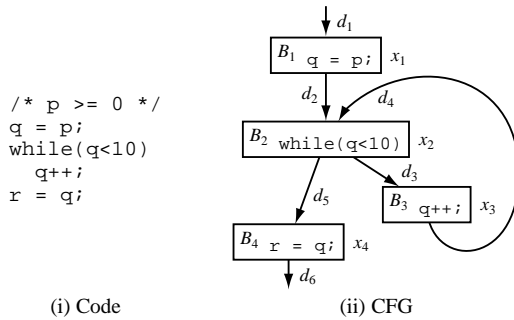 /* p >= 0 */
q = p;
while(q<10)
q++;
r = q;
(i) Code
d1
B1 q = p; x1
d2
d4
B2 while(q<10) x2
d3
d5
B3 q++; x3
B4 r = q; x4
d6
(ii) CFG